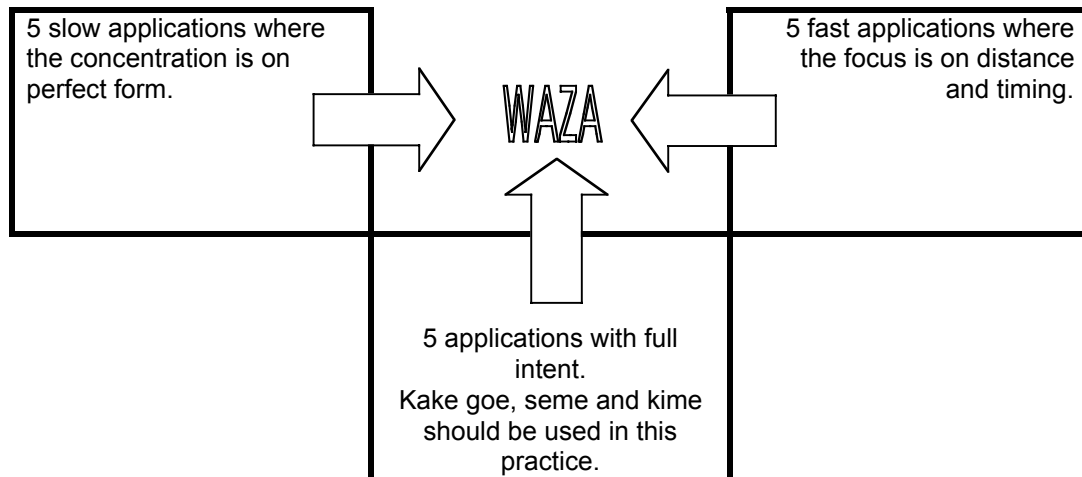 5 slow applications where
the concentration is on
perfect form.
WAZA
5 fast applications where
the focus is on distance
and timing.
5 applications with full
intent.
Kake goe, seme and kime
should be used in this
practice.